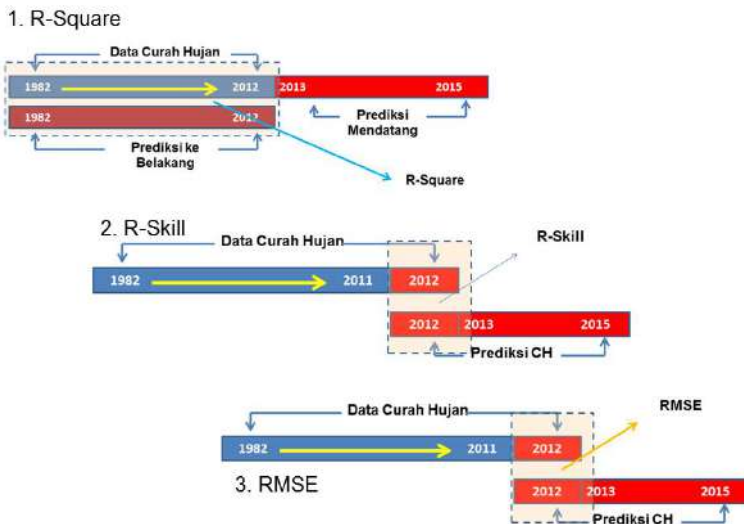 1. R-Square
Data Curah Hujan
1982 2012 2013 2015
1982 2012
Prediksi ke
Belakang
Prediksi
Mendatang
R-Square
2. R-Skill
Data Curah Hujan
R-Skill
1982 2011 2012
2012 2013 2015
Prediksi CH
Data Curah Hujan
RMSE
1982 2011 2012
3. RMSE
2012 2013 2015
Prediksi CH